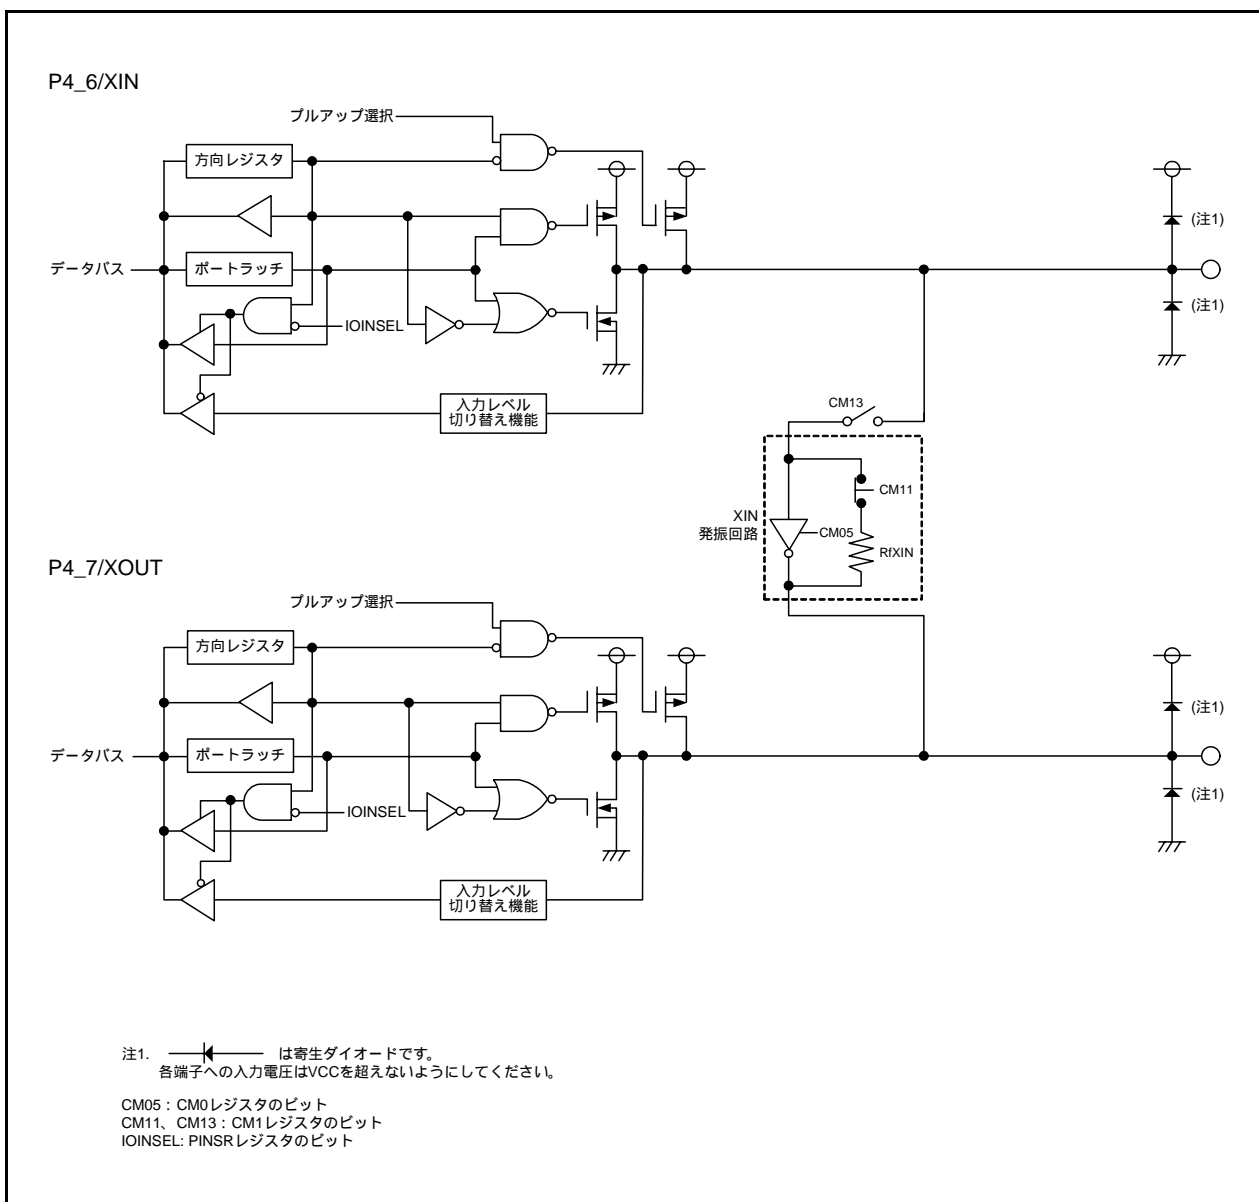 P4_6/XIN
プルアップ選択
方向レジスタ
(注1)
データバス
ポートラッチ
(注1)
IOINSEL
入力レベル
切り替え機能
CM13
CM11
XIN
発振回路
CM05
RfXIN
P4_7/XOUT
プルアップ選択
方向レジスタ
(注1)
データバス
ポートラッチ
(注1)
IOINSEL
入力レベル
切り替え機能
注1. は寄生ダイオードです。
各端子への入力電圧はVCCを超えないようにしてください。
CM05：CM0レジスタのビット
CM11、CM13：CM1レジスタのビット
IOINSEL: PINSRレジスタのビット